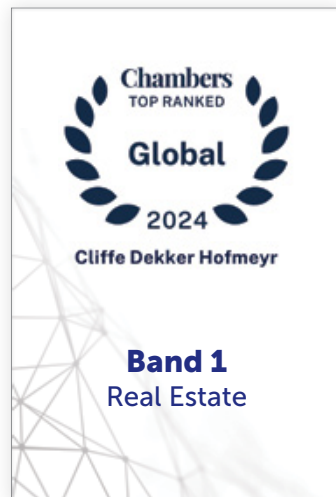 Chambers
TOP RANKED
Global
2024
Cliffe Dekker Hofmeyr
Band 1
Real Estate